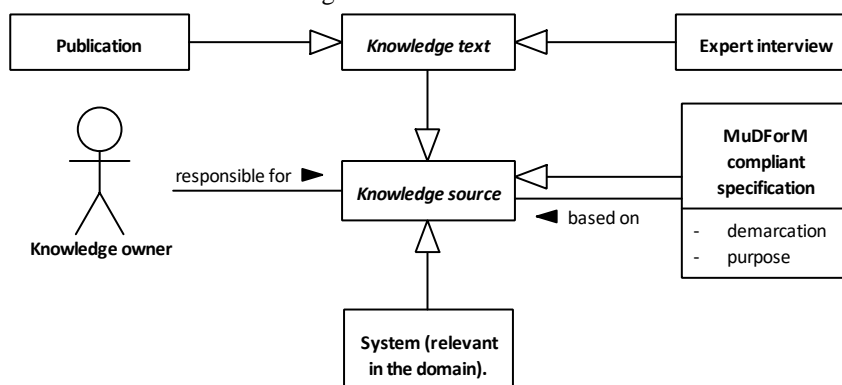 Publication
Knowledge text
Expert interview
MuDForM
compliant
specification
responsible for
Knowledge source
based on
- demarcation
- purpose
Knowledge owner
System (relevant
in the domain).